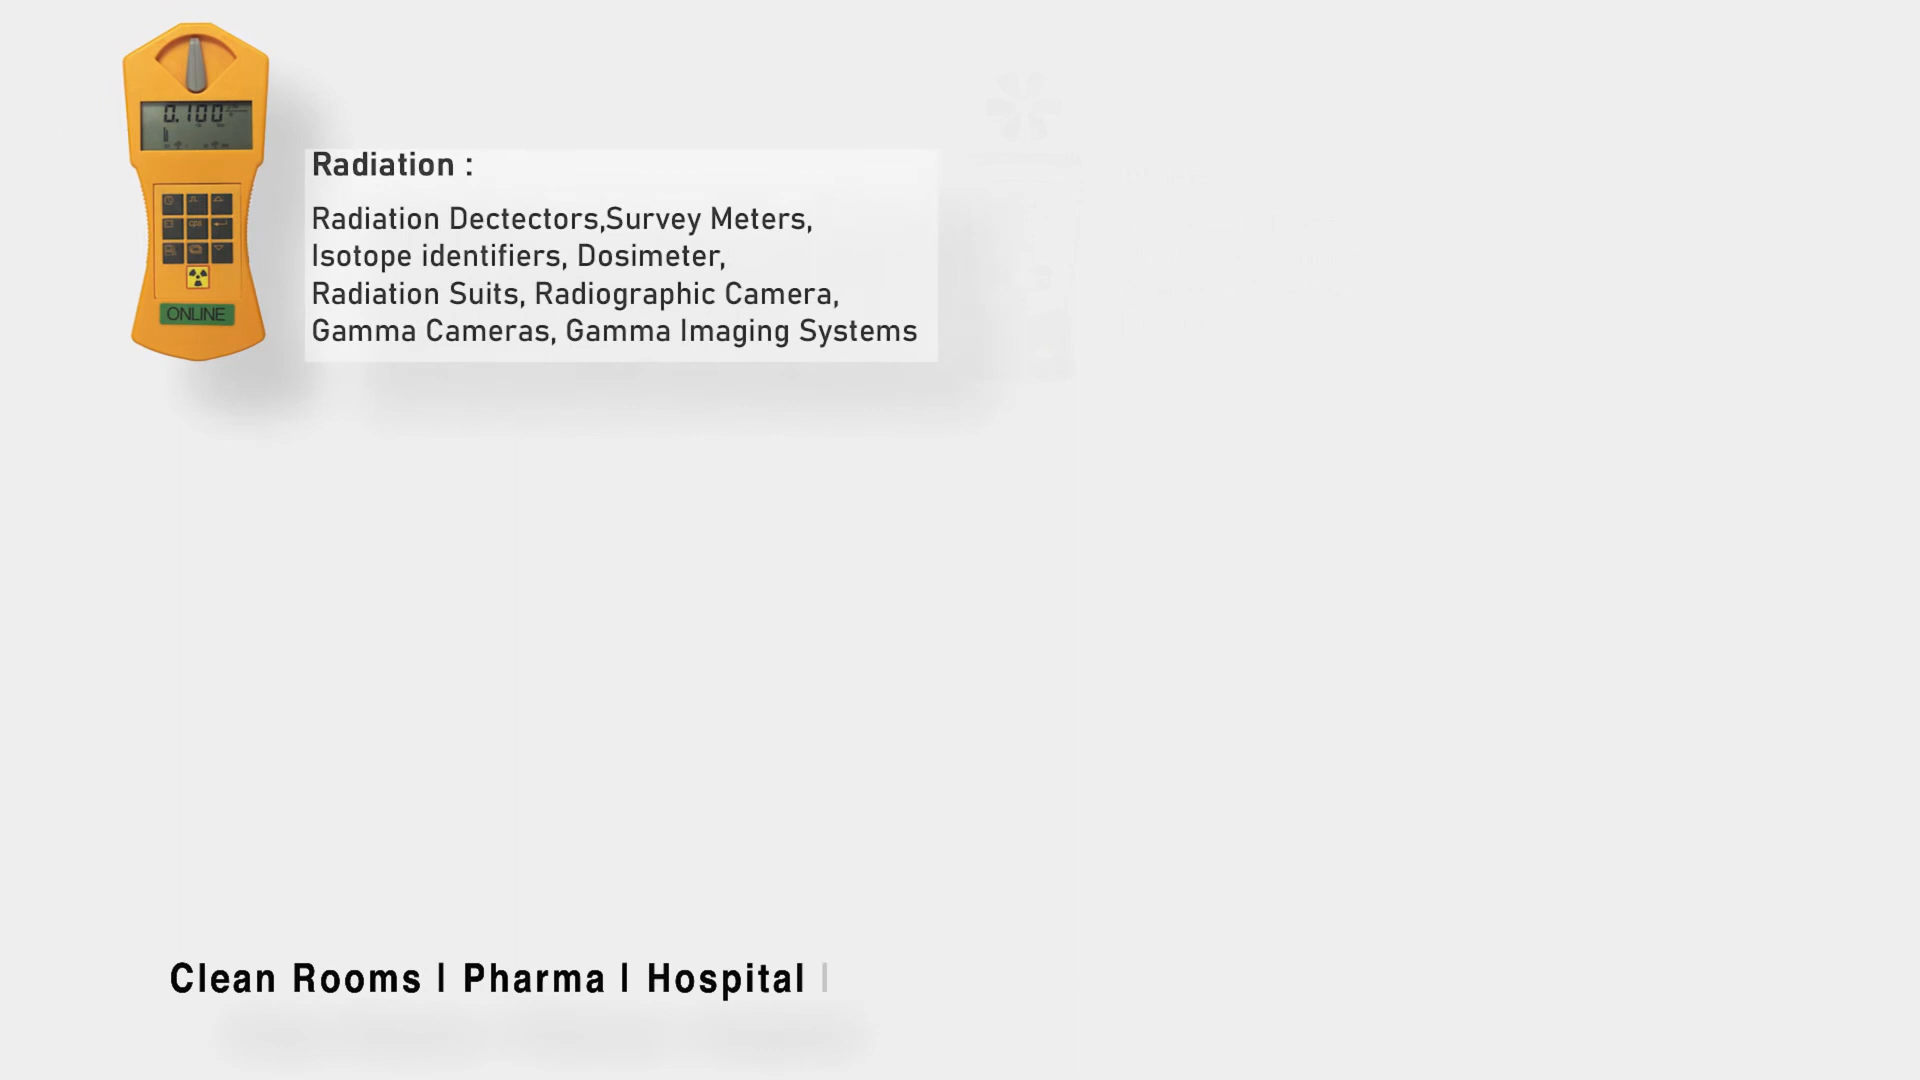 0.100
ONLINE
Radiation :
Radiation Dectectors,Survey Meters,
Isotope identifiers, Dosimeter,
Radiation Suits, Radiographic Camera,
Gamma Cameras, Gamma Imaging Systems
Clean Rooms | Pharma | Hospital |